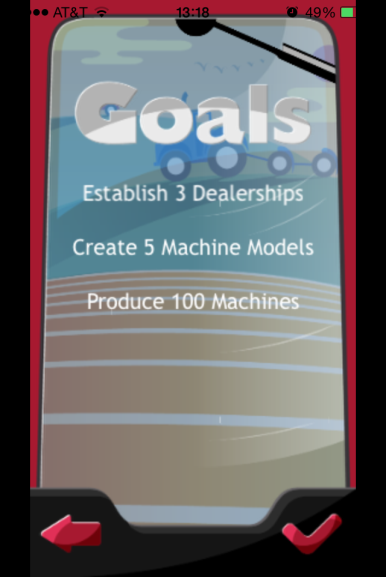 AT&T 13:18 49%
Goals
Establish 3 Dealerships
Create 5 Machine Models
Produce 100 Machines